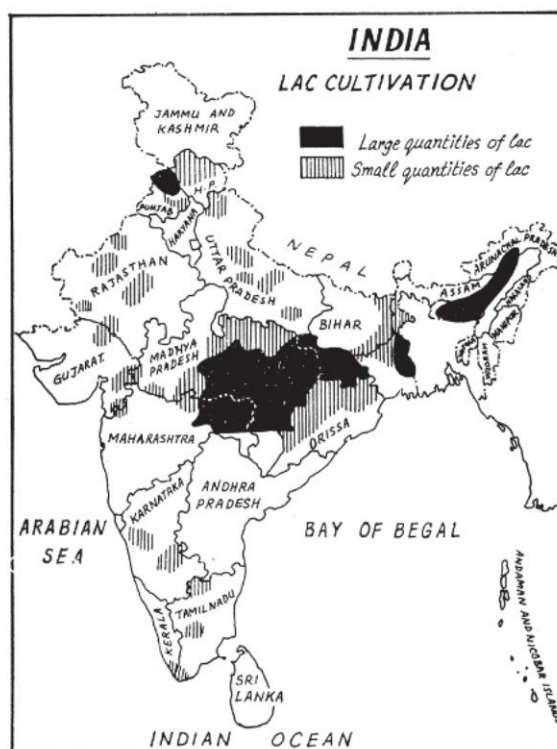 INDIA
LAC CULTIVATION
Large quantities of lac
Small quantities of lac
JAMMU AND
KASHMIR
H.P.
PUNJAB
HARYANA
RAJASTHAN
UTTAR PRADESH
NEPAL
ARUNACHAL PRADESH
ASSAM
NAGALAND
MANIPUR
MIZORAM
BIHAR
GUJARAT.
MADHYA
PRADESH
ORISSA
MAHARASHTRA
ANDHRA
PRADESH
KARNATAKA
ARABIAN
SEA
BAY OF BEGAL
TAMILNADU
KERALA
SRI
LANKA
ANDAMAN AND NICOBAR ISLANDS
INDIAN OCEAN